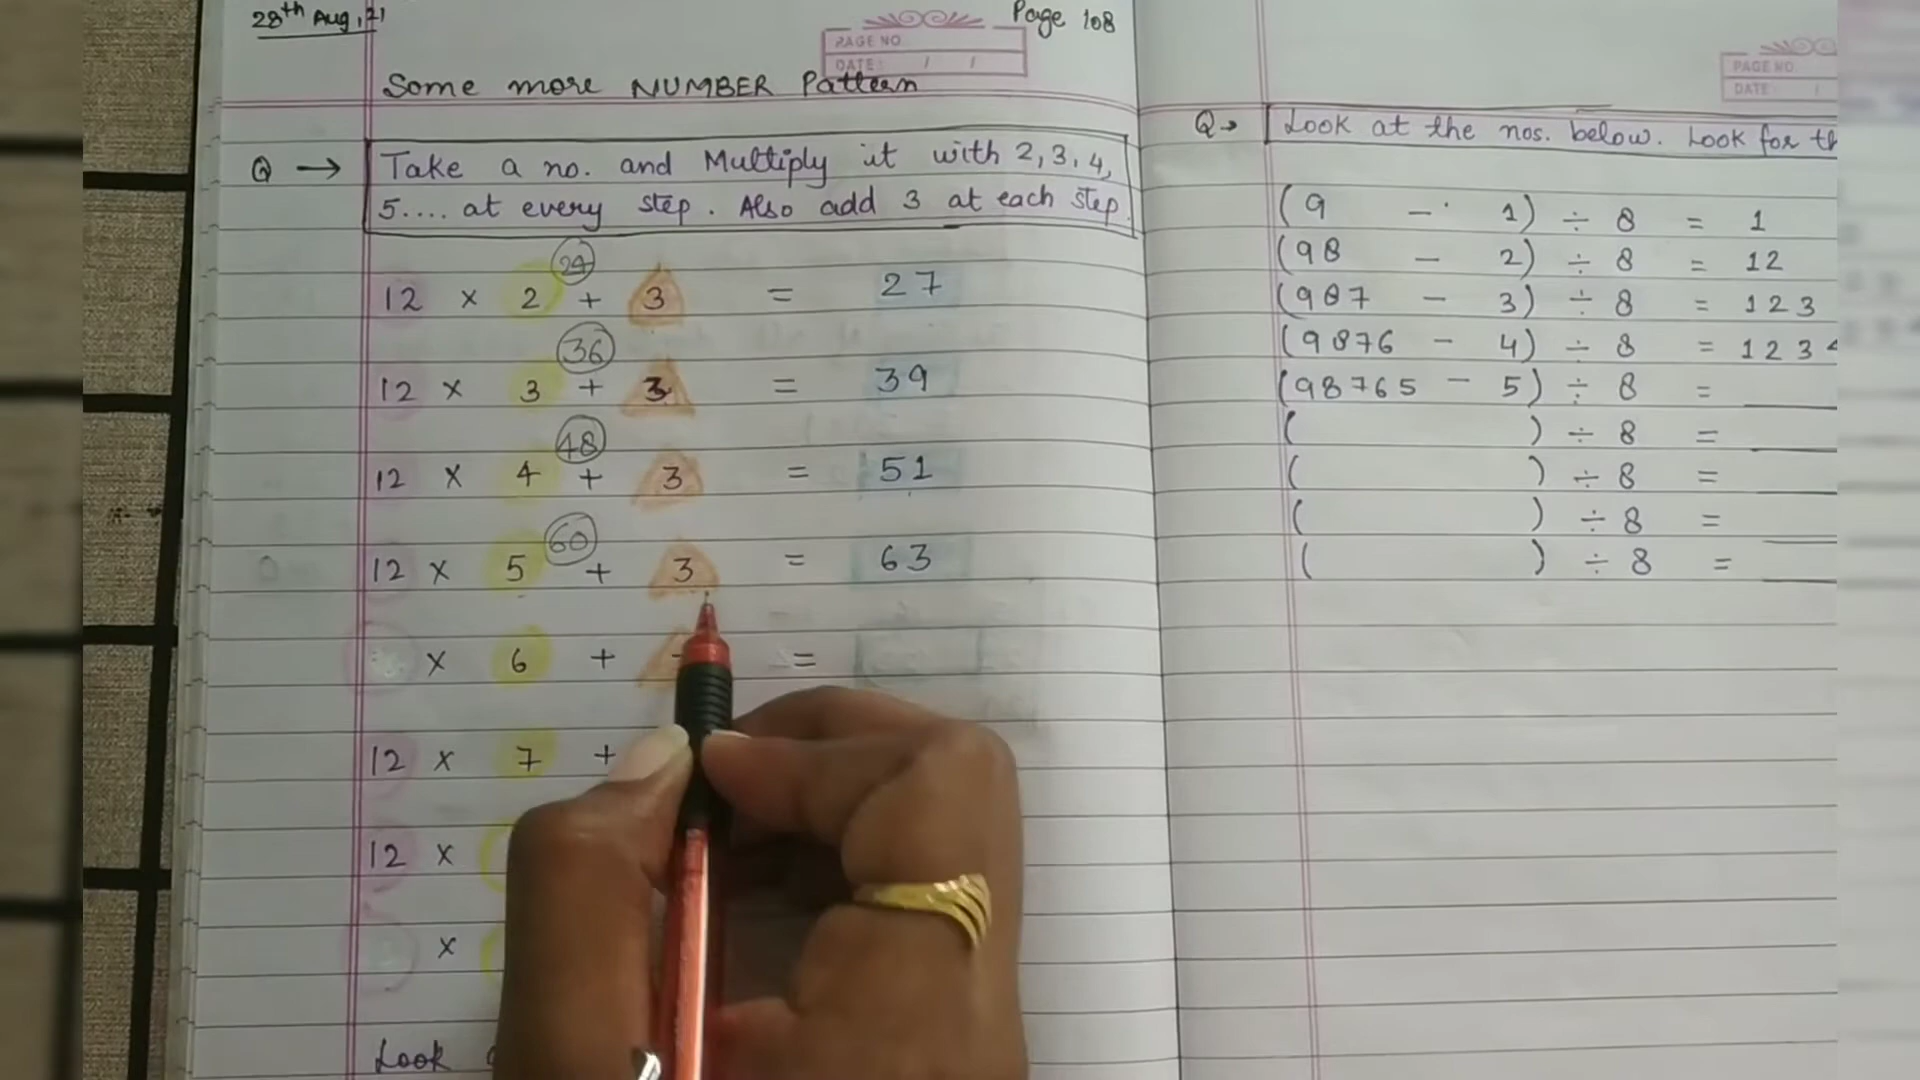 28th Aug, 21
Page 108
PAGE NO.
DATE: / /
Some more NUMBER Pattern
Q → Take a no. and Multiply it with 2, 3, 4,
5.... at every step. Also add 3 at each step.
24
12 × 2 + 3 = 27
36
12 × 3 + 3 = 39
48
12 × 4 + 3 = 51
60
12 × 5 + 3 = 63
× 6 + =
12 × 7 +
12 ×
×
Look
PAGE NO.
DATE: /
Q→ Look at the nos. below. Look for th
(9 - 1) ÷ 8 = 1
(98 - 2) ÷ 8 = 12
(987 - 3) ÷ 8 = 123
(9876 - 4) ÷ 8 = 1234
(98765 - 5) ÷ 8 =
( ) ÷ 8 =
( ) ÷ 8 =
( ) ÷ 8 =
( ) ÷ 8 =